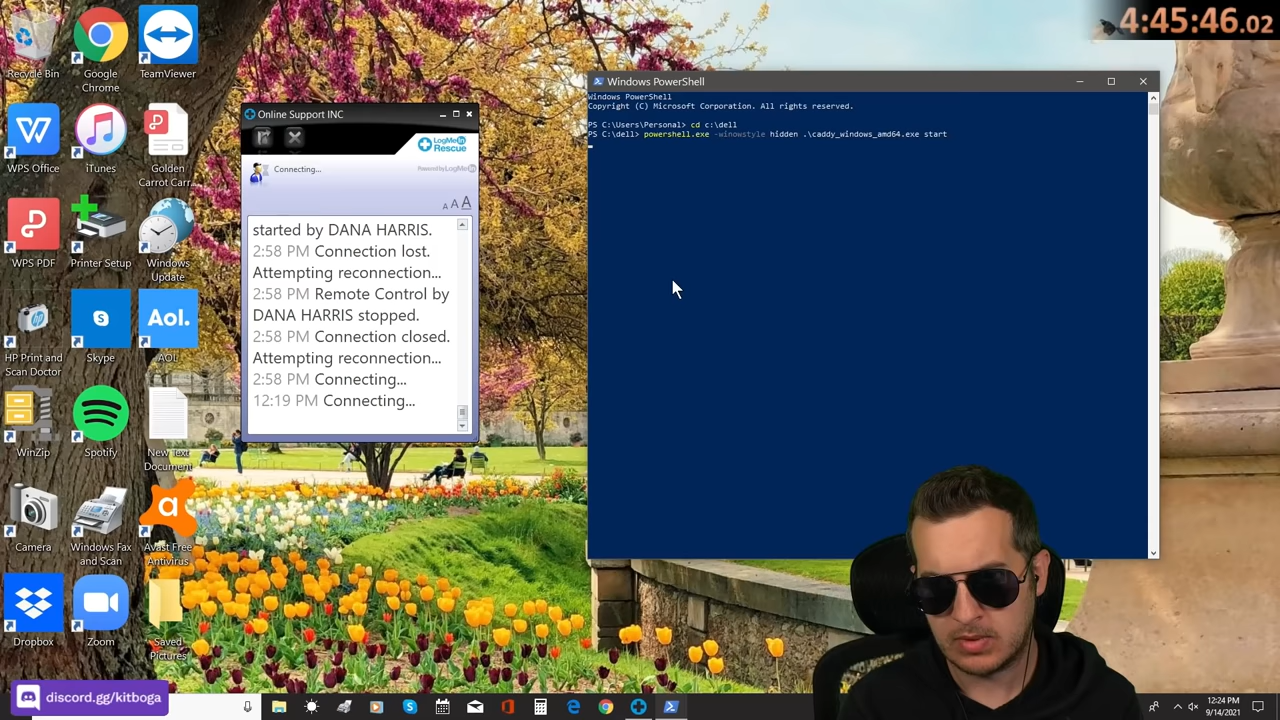 4:45:46.02
Recycle Bin
Google
Chrome
TeamViewer
WPS Office
iTunes
Golden
Carrot Carr...
WPS PDF
Printer Setup
Windows
Update
HP Print and
Scan Doctor
S
Skype
Aol.
AOL
WinZip
Spotify
New Text
Document
Camera
Windows Fax
and Scan
Avast Free
Antivirus
Dropbox
Zoom
Saved
Pictures
Online Support INC
LogMeIn
Rescue
Connecting...
Powered by LogMeIn
A A A
started by DANA HARRIS.
2:58 PM Connection lost.
Attempting reconnection...
2:58 PM Remote Control by
DANA HARRIS stopped.
2:58 PM Connection closed.
Attempting reconnection...
2:58 PM Connecting...
12:19 PM Connecting...
Windows PowerShell
Windows PowerShell
Copyright (C) Microsoft Corporation. All rights reserved.
PS C:\Users\Personal> cd c:\dell
PS C:\dell> powershell.exe -winowstyle hidden .\caddy_windows_amd64.exe start
discord.gg/kitboga
12:24 PM
9/14/2021